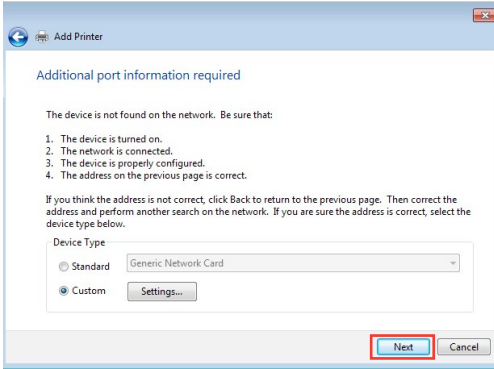 Add Printer
Additional port information required
The device is not found on the network.  Be sure that:
1.  The device is turned on.
2.  The network is connected.
3.  The device is properly configured.
4.  The address on the previous page is correct.
If you think the address is not correct, click Back to return to the previous page.  Then correct the
address and perform another search on the network.  If you are sure the address is correct, select the
device type below.
Device Type
Standard Generic Network Card
Custom Settings...
Next Cancel